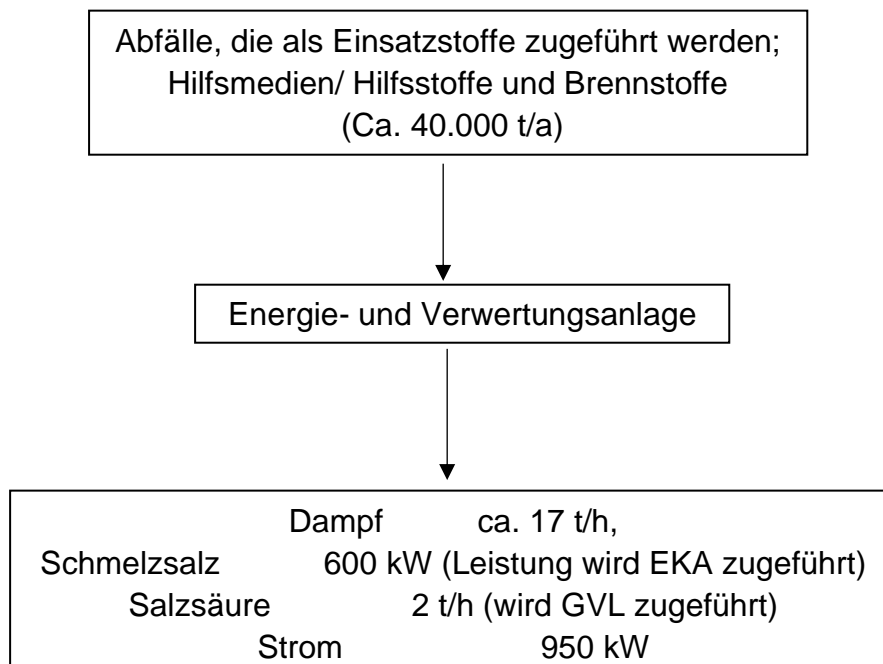 Abfälle, die als Einsatzstoffe zugeführt werden;
Hilfsmedien/ Hilfsstoffe und Brennstoffe
(Ca. 40.000 t/a)
Energie- und Verwertungsanlage
Dampf ca. 17 t/h,
Schmelzsalz 600 kW (Leistung wird EKA zugeführt)
Salzsäure 2 t/h (wird GVL zugeführt)
Strom 950 kW